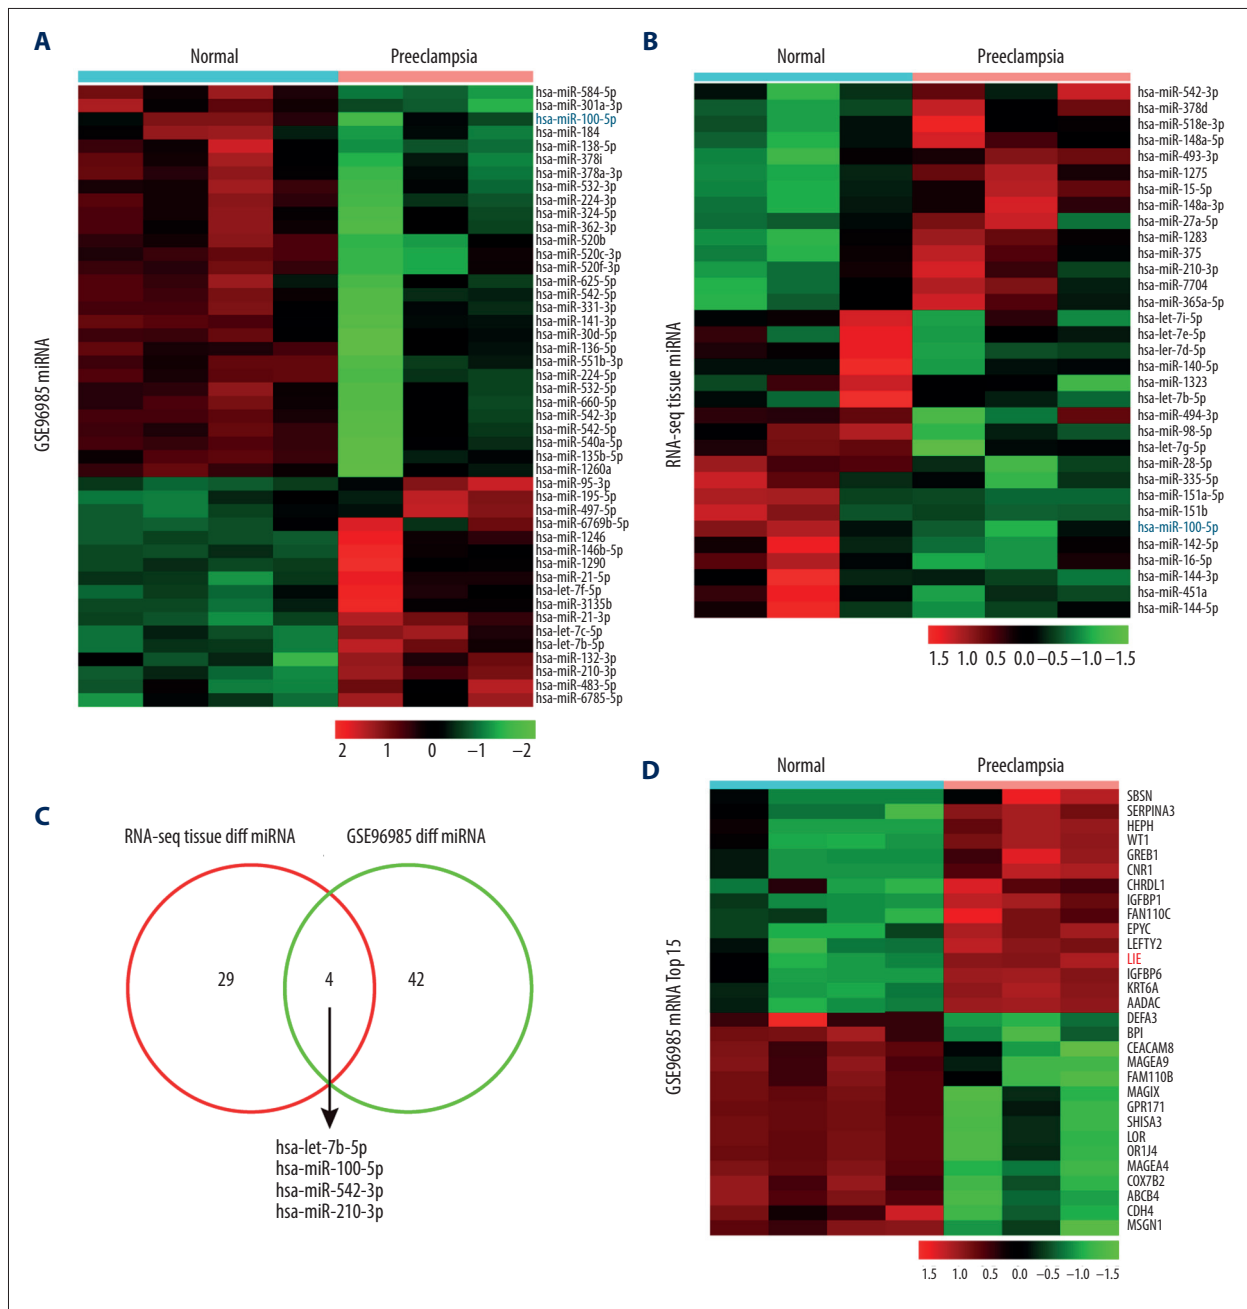 A
Normal
Preeclampsia
hsa-miR-584-5p
hsa-miR-301a-3p
hsa-miR-100-5p
hsa-miR-184
hsa-miR-138-5p
hsa-miR-378i
hsa-miR-378a-3p
hsa-miR-532-3p
hsa-miR-224-3p
hsa-miR-324-5p
hsa-miR-362-3p
hsa-miR-520b
hsa-miR-520c-3p
hsa-miR-520f-3p
hsa-miR-625-5p
hsa-miR-542-5p
hsa-miR-331-3p
hsa-miR-141-3p
hsa-miR-30d-5p
hsa-miR-136-5p
hsa-miR-551b-3p
hsa-miR-224-5p
hsa-miR-532-5p
hsa-miR-660-5p
hsa-miR-542-3p
hsa-miR-542-5p
hsa-miR-540a-5p
hsa-miR-135b-5p
hsa-miR-1260a
hsa-miR-95-3p
hsa-miR-195-5p
hsa-miR-497-5p
hsa-miR-6769b-5p
hsa-miR-1246
hsa-miR-146b-5p
hsa-miR-1290
hsa-miR-21-5p
hsa-let-7f-5p
hsa-miR-3135b
hsa-miR-21-3p
hsa-let-7c-5p
hsa-let-7b-5p
hsa-miR-132-3p
hsa-miR-210-3p
hsa-miR-483-5p
hsa-miR-6785-5p
GSE96985 miRNA
2 1 0 −1 −2
B
Normal
Preeclampsia
hsa-miR-542-3p
hsa-miR-378d
hsa-miR-518e-3p
hsa-miR-148a-5p
hsa-miR-493-3p
hsa-miR-1275
hsa-miR-15-5p
hsa-miR-148a-3p
hsa-miR-27a-5p
hsa-miR-1283
hsa-miR-375
hsa-miR-210-3p
hsa-miR-7704
hsa-miR-365a-5p
hsa-let-7i-5p
hsa-let-7e-5p
hsa-ler-7d-5p
hsa-miR-140-5p
hsa-miR-1323
hsa-let-7b-5p
hsa-miR-494-3p
hsa-miR-98-5p
hsa-let-7g-5p
hsa-miR-28-5p
hsa-miR-335-5p
hsa-miR-151a-5p
hsa-miR-151b
hsa-miR-100-5p
hsa-miR-142-5p
hsa-miR-16-5p
hsa-miR-144-3p
hsa-miR-451a
hsa-miR-144-5p
RNA-seq tissue miRNA
1.5 1.0 0.5 0.0 −0.5 −1.0 −1.5
C
RNA-seq tissue diff miRNA
GSE96985 diff miRNA
29
4
42
hsa-let-7b-5p
hsa-miR-100-5p
hsa-miR-542-3p
hsa-miR-210-3p
D
Normal
Preeclampsia
SBSN
SERPINA3
HEPH
WT1
GREB1
CNR1
CHRDL1
IGFBP1
FAN110C
EPYC
LEFTY2
LIE
IGFBP6
KRT6A
AADAC
DEFA3
BPI
CEACAM8
MAGEA9
FAM110B
MAGIX
GPR171
SHISA3
LOR
OR1J4
MAGEA4
COX7B2
ABCB4
CDH4
MSGN1
GSE96985 mRNA Top 15
1.5 1.0 0.5 0.0 −0.5 −1.0 −1.5